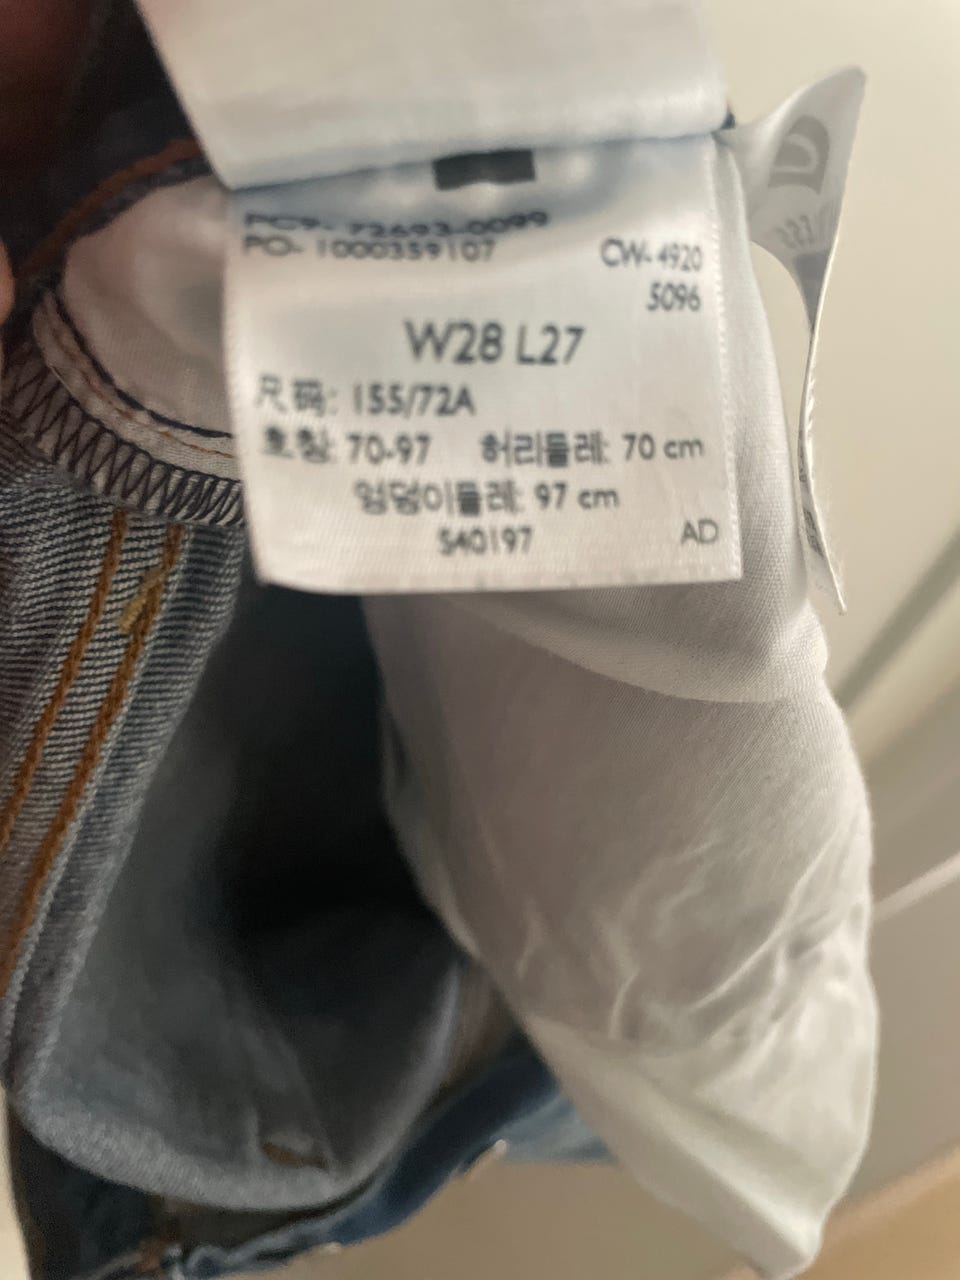 PC9- 72693-0099
PO- 1000359107
CW- 4920
5096
W28 L27
尺码: 155/72A
호칭: 70-97 허리둘레: 70 cm
엉덩이둘레: 97 cm
S40197
AD